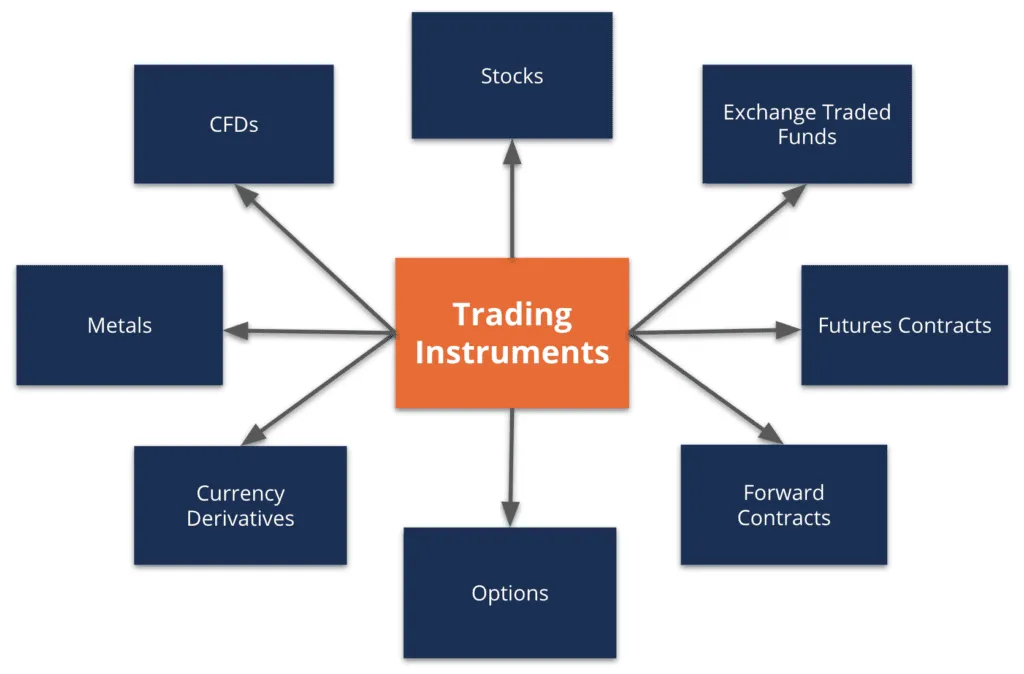 Stocks
CFDs
Exchange Traded
Funds
Trading
Instruments
Metals
Futures Contracts
Currency
Derivatives
Forward
Contracts
Options